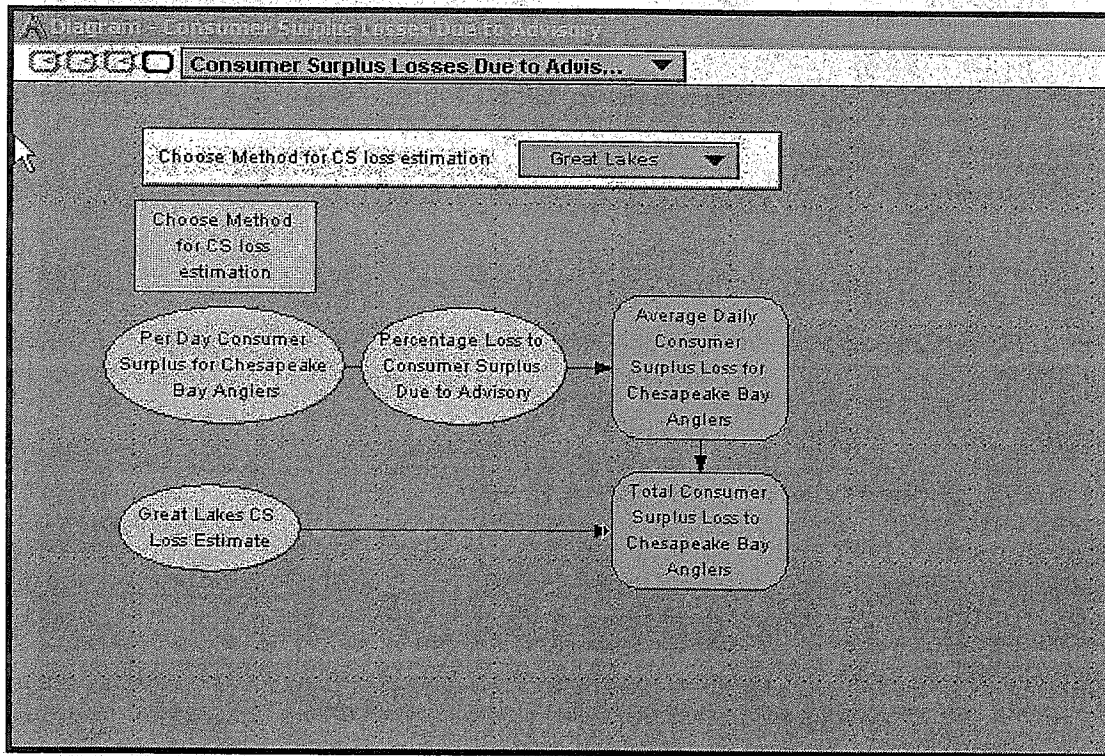 Diagram - Consumer Surplus Losses Due to Advisory
Consumer Surplus Losses Due to Advis...
Choose Method for CS loss estimation
Great Lakes
Choose Method
for CS loss
estimation
Per Day Consumer
Surplus for Chesapeake
Bay Anglers
Percentage Loss to
Consumer Surplus
Due to Advisory
Average Daily
Consumer
Surplus Loss for
Chesapeake Bay
Anglers
Great Lakes CS
Loss Estimate
Total Consumer
Surplus Loss to
Chesapeake Bay
Anglers